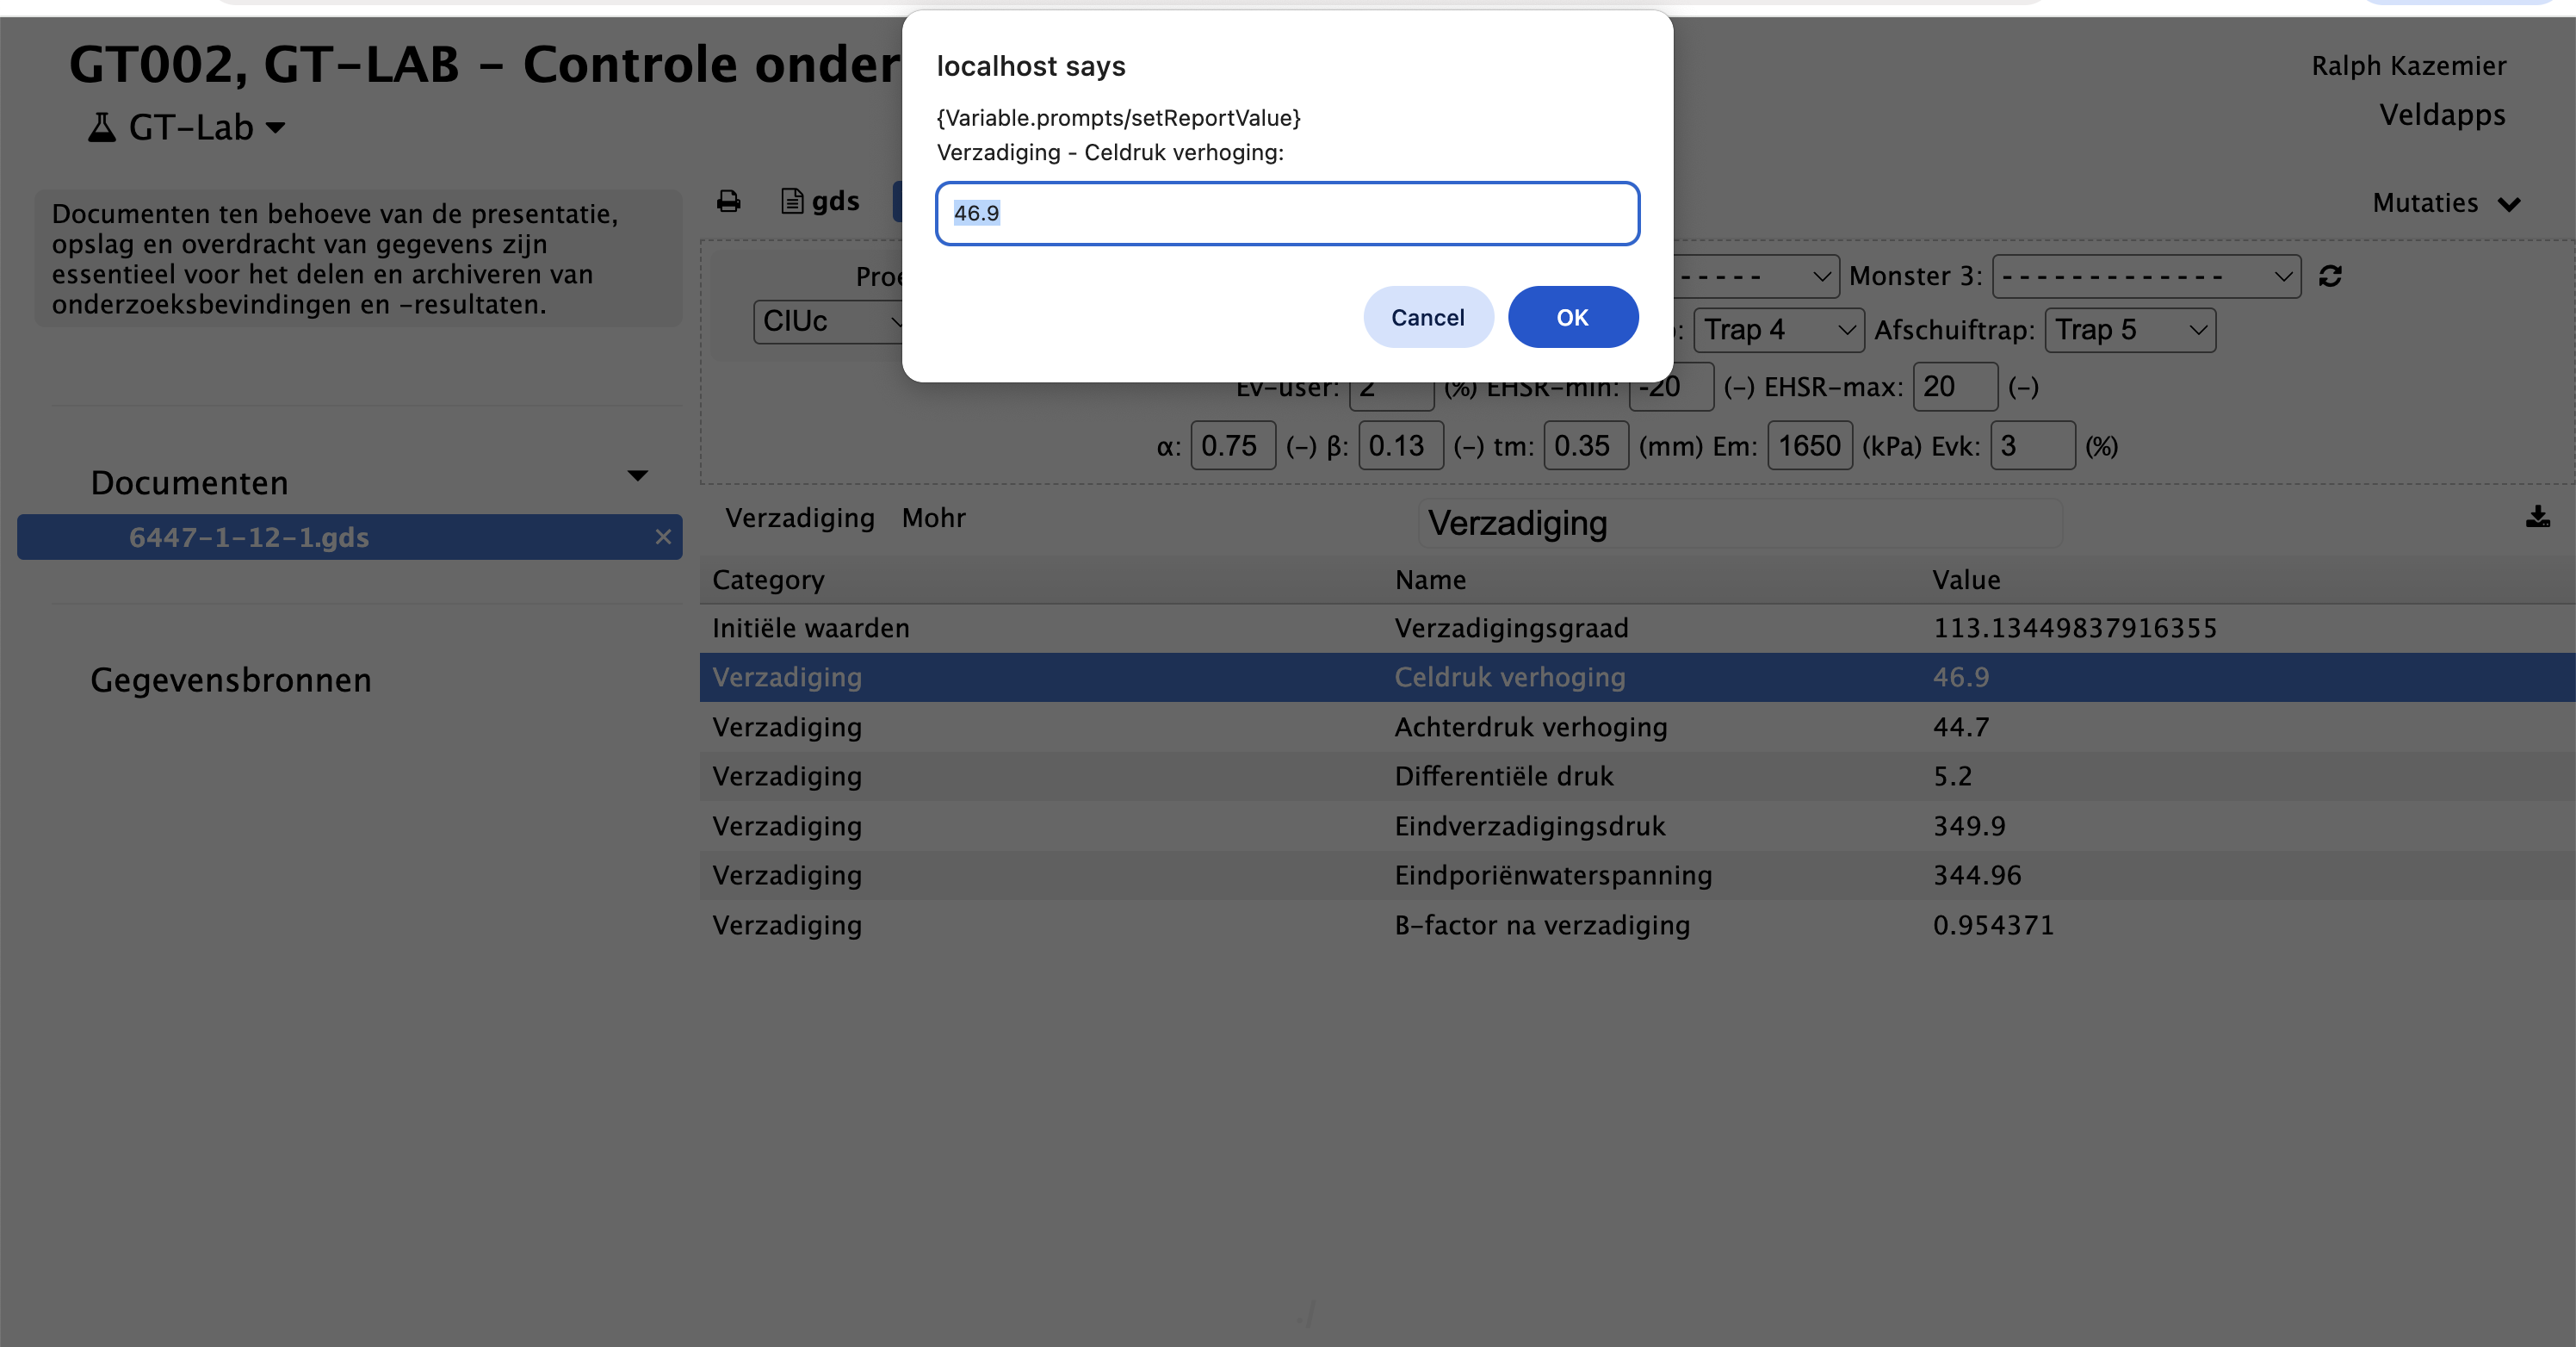 GT002, GT-LAB - Controle onder
GT-Lab
Ralph Kazemier
Veldapps
localhost says
{Variable.prompts/setReportValue}
Verzadiging - Celdruk verhoging:
46.9
Cancel
OK
Documenten ten behoeve van de presentatie,
opslag en overdracht van gegevens zijn
essentieel voor het delen en archiveren van
onderzoeksbevindingen en -resultaten.
gds
Mutaties
Proe
CIUc
- - - - - Monster 3: - - - - - - - - - - - - -
: Trap 4 Afschuiftrap: Trap 5
Ev-user: 2 (%) EHSR-min: -20 (-) EHSR-max: 20 (-)
α: 0.75 (-) β: 0.13 (-) tm: 0.35 (mm) Em: 1650 (kPa) Evk: 3 (%)
Documenten
6447-1-12-1.gds ×
Gegevensbronnen
Verzadiging Mohr Verzadiging
Category Name Value
Initiële waarden Verzadigingsgraad 113.13449837916355
Verzadiging Celdruk verhoging 46.9
Verzadiging Achterdruk verhoging 44.7
Verzadiging Differentiële druk 5.2
Verzadiging Eindverzadigingsdruk 349.9
Verzadiging Eindporiënwaterspanning 344.96
Verzadiging B-factor na verzadiging 0.954371
./